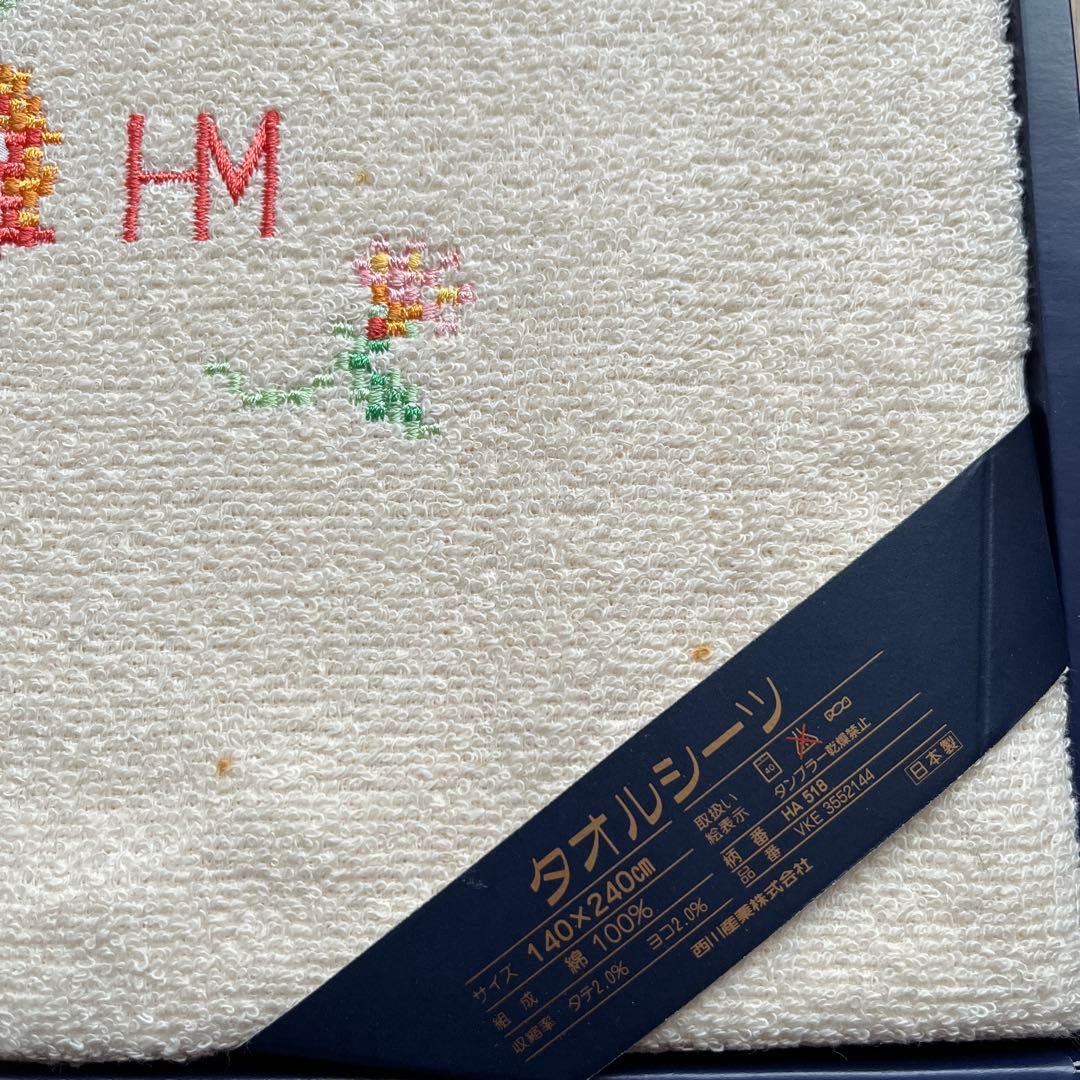 HM
タオルシーツ
サイズ 140×240cm
組成 綿 100%
収縮率 タテ2.0% ヨコ2.0%
取扱い
絵表示
40
タンブラー乾燥禁止
柄番 HA 518
品番 VKE 3552144
西川産業株式会社
日本製